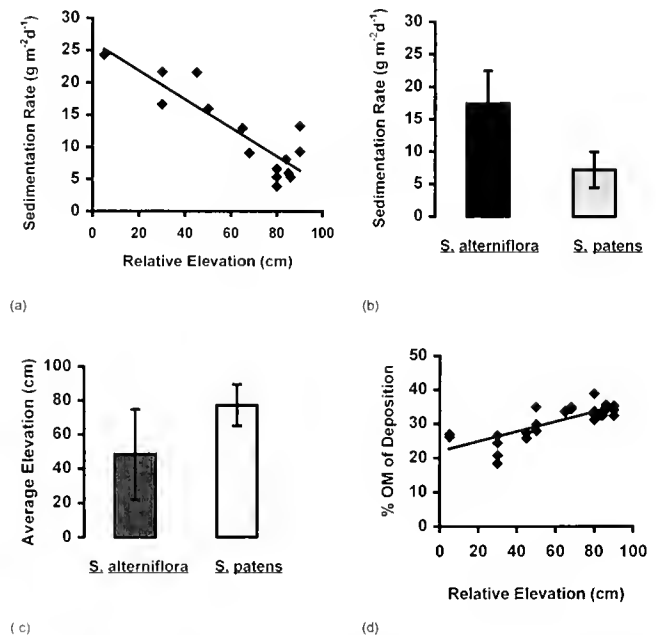 Sedimentation Rate (g m⁻²d⁻¹)
30
25
20
15
10
5
0
0 20 40 60 80 100
Relative Elevation (cm)
(a)
Sedimentation Rate (g m⁻²d⁻¹)
30
25
20
15
10
5
0
S. alterniflora S. patens
(b)
Average Elevation (cm)
100
80
60
40
20
0
S. alterniflora S. patens
( c)
% OM of Deposition
50
40
30
20
10
0
0 20 40 60 80 100
Relative Elevation (cm)
(d)